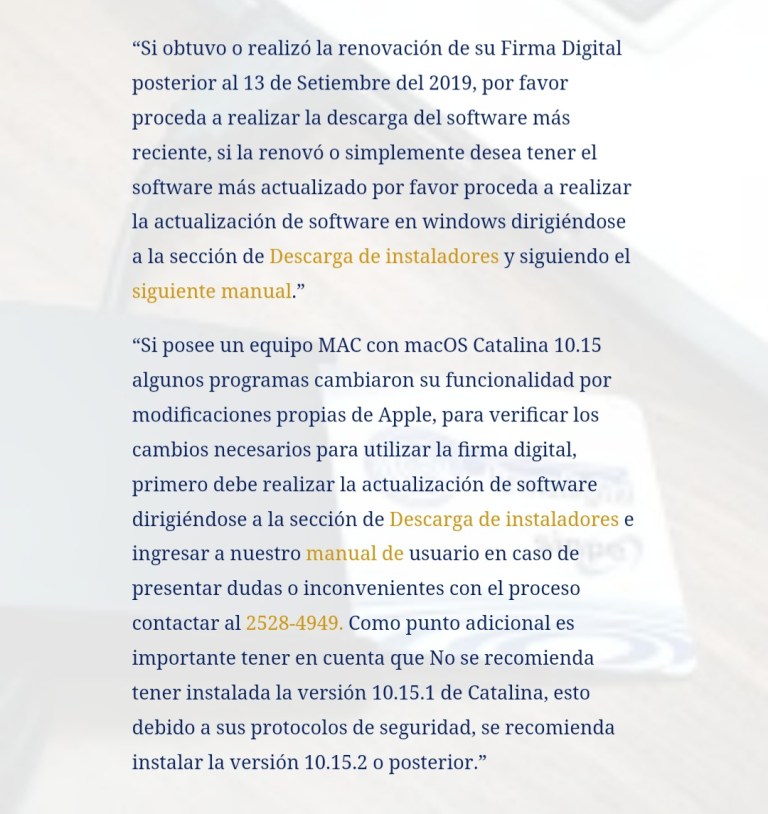 “Si obtuvo o realizó la renovación de su Firma Digital
posterior al 13 de Setiembre del 2019, por favor
proceda a realizar la descarga del software más
reciente, si la renovó o simplemente desea tener el
software más actualizado por favor proceda a realizar
la actualización de software en windows dirigiéndose
a la sección de Descarga de instaladores y siguiendo el
siguiente manual.”
“Si posee un equipo MAC con macOS Catalina 10.15
algunos programas cambiaron su funcionalidad por
modificaciones propias de Apple, para verificar los
cambios necesarios para utilizar la firma digital,
primero debe realizar la actualización de software
dirigiéndose a la sección de Descarga de instaladores e
ingresar a nuestro manual de usuario en caso de
presentar dudas o inconvenientes con el proceso
contactar al 2528-4949. Como punto adicional es
importante tener en cuenta que No se recomienda
tener instalada la versión 10.15.1 de Catalina, esto
debido a sus protocolos de seguridad, se recomienda
instalar la versión 10.15.2 o posterior.”